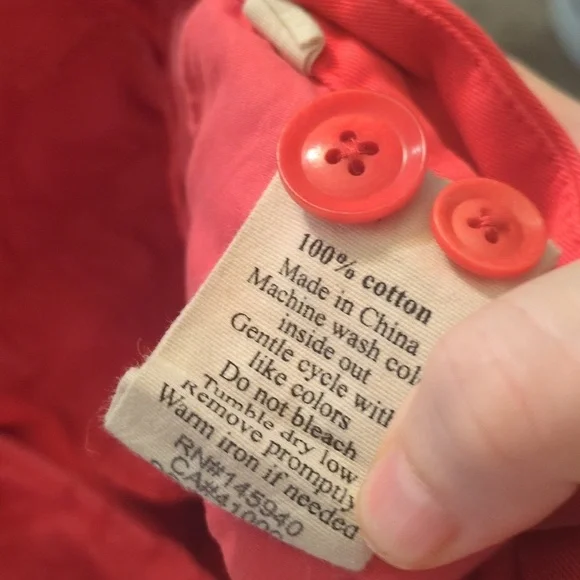 100% cotton
Made in China
Machine wash col
inside out
Gentle cycle with
like colors
Do not bleach
Tumble dry low
Remove promptly
Warm iron if needed
RN#145940